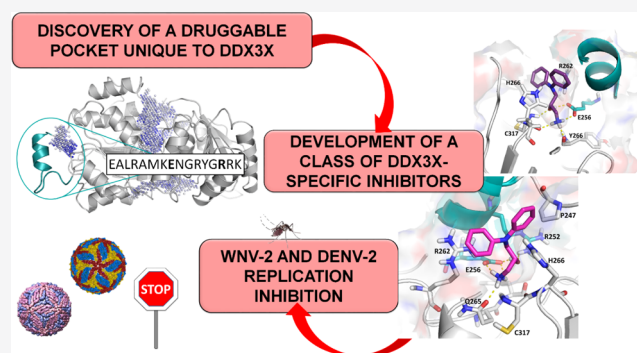 DISCOVERY OF A DRUGGABLE
POCKET UNIQUE TO DDX3X
R262
H266
E256
C317
Y266
EALRAMKENGRYGRRK
DEVELOPMENT OF A
CLASS OF DDX3X-
SPECIFIC INHIBITORS
P247
R262
R252
E256
H266
Q265
C317
WNV-2 AND DENV-2
REPLICATION
INHIBITION
STOP